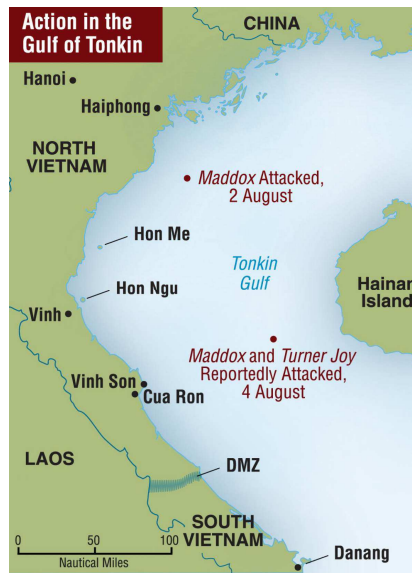 Action in the
Gulf of Tonkin
CHINA
Hanoi
Haiphong
NORTH
VIETNAM
Maddox Attacked,
2 August
Hon Me
Tonkin
Gulf
Hainan
Island
Hon Ngu
Vinh
Maddox and Turner Joy
Reportedly Attacked,
4 August
Vinh Son
Cua Ron
LAOS
DMZ
SOUTH
VIETNAM
0 50 100
Nautical Miles
Danang